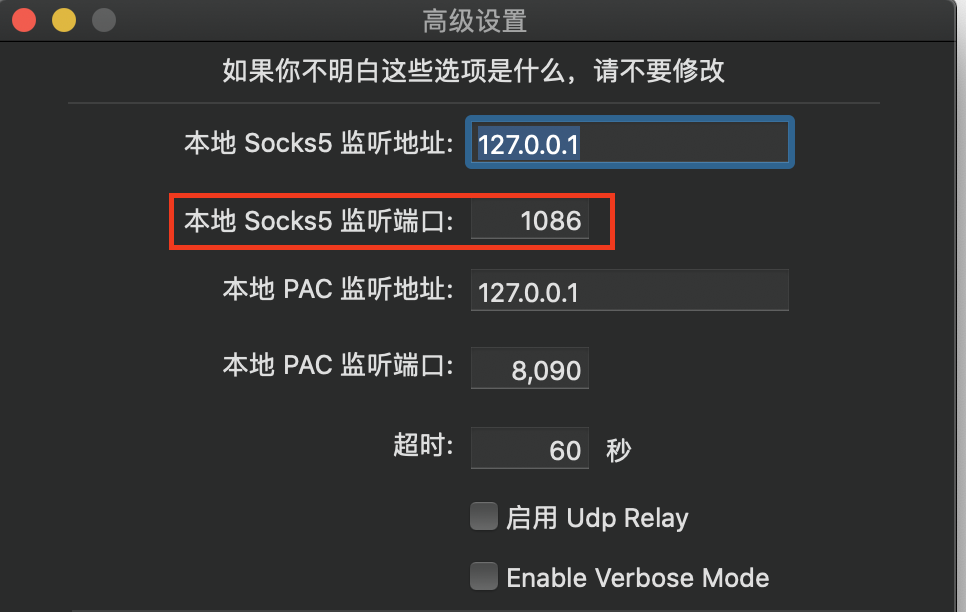 高级设置
如果你不明白这些选项是什么，请不要修改
本地 Socks5 监听地址: 127.0.0.1
本地 Socks5 监听端口: 1086
本地 PAC 监听地址: 127.0.0.1
本地 PAC 监听端口: 8,090
超时: 60 秒
启用 Udp Relay
Enable Verbose Mode